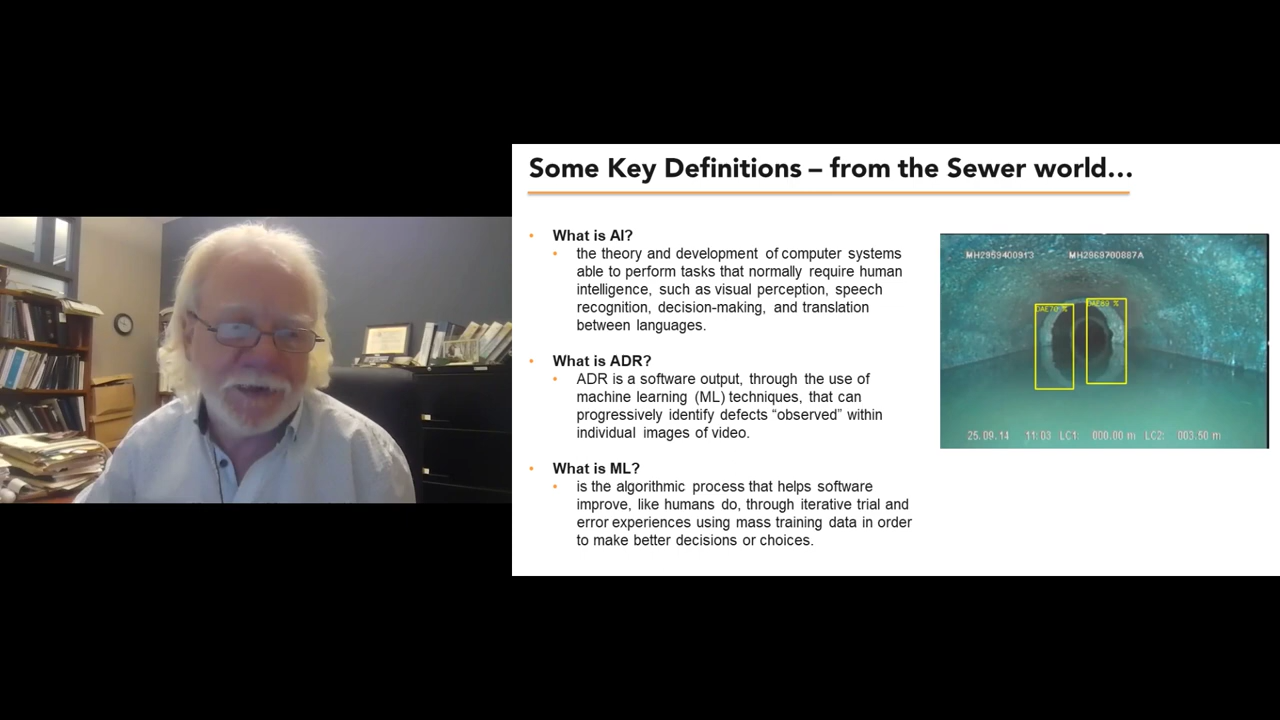 Some Key Definitions – from the Sewer world…
• What is AI?
• the theory and development of computer systems
able to perform tasks that normally require human
intelligence, such as visual perception, speech
recognition, decision-making, and translation
between languages.
• What is ADR?
• ADR is a software output, through the use of
machine learning (ML) techniques, that can
progressively identify defects “observed” within
individual images of video.
• What is ML?
• is the algorithmic process that helps software
improve, like humans do, through iterative trial and
error experiences using mass training data in order
to make better decisions or choices.
MH2959400913 MH2869700887A
DAE70 % DAE89 %
25.09.14 11:03 LC1: 000.00 m LC2: 003.50 m